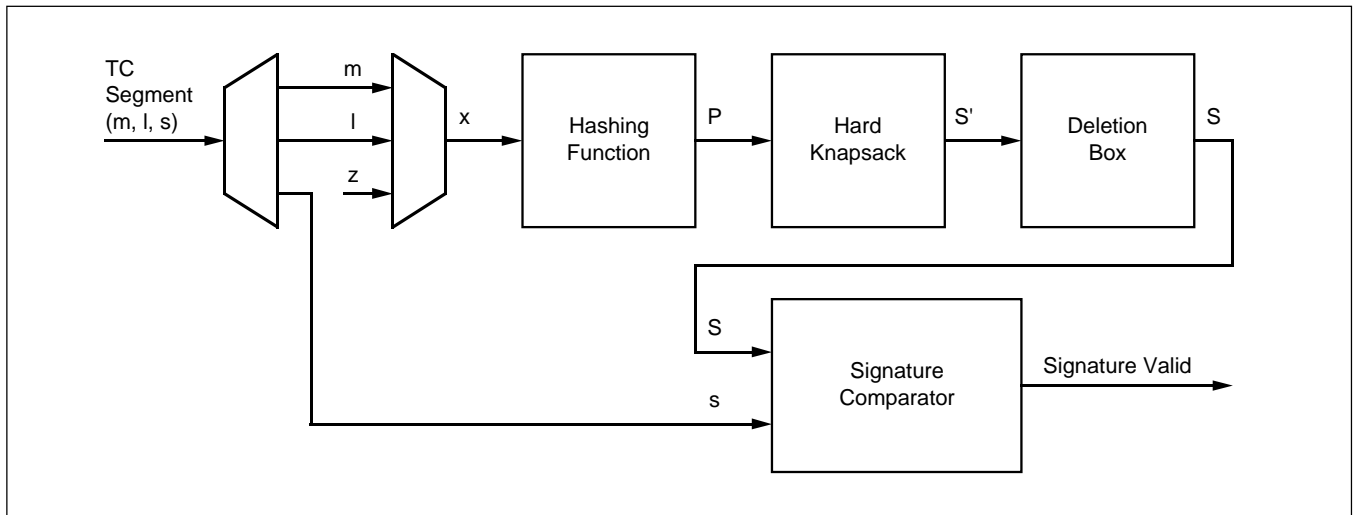 TC
Segment
(m, l, s)
m
l
z
x
Hashing
Function
P
Hard
Knapsack
S'
Deletion
Box
S
S
s
Signature
Comparator
Signature Valid